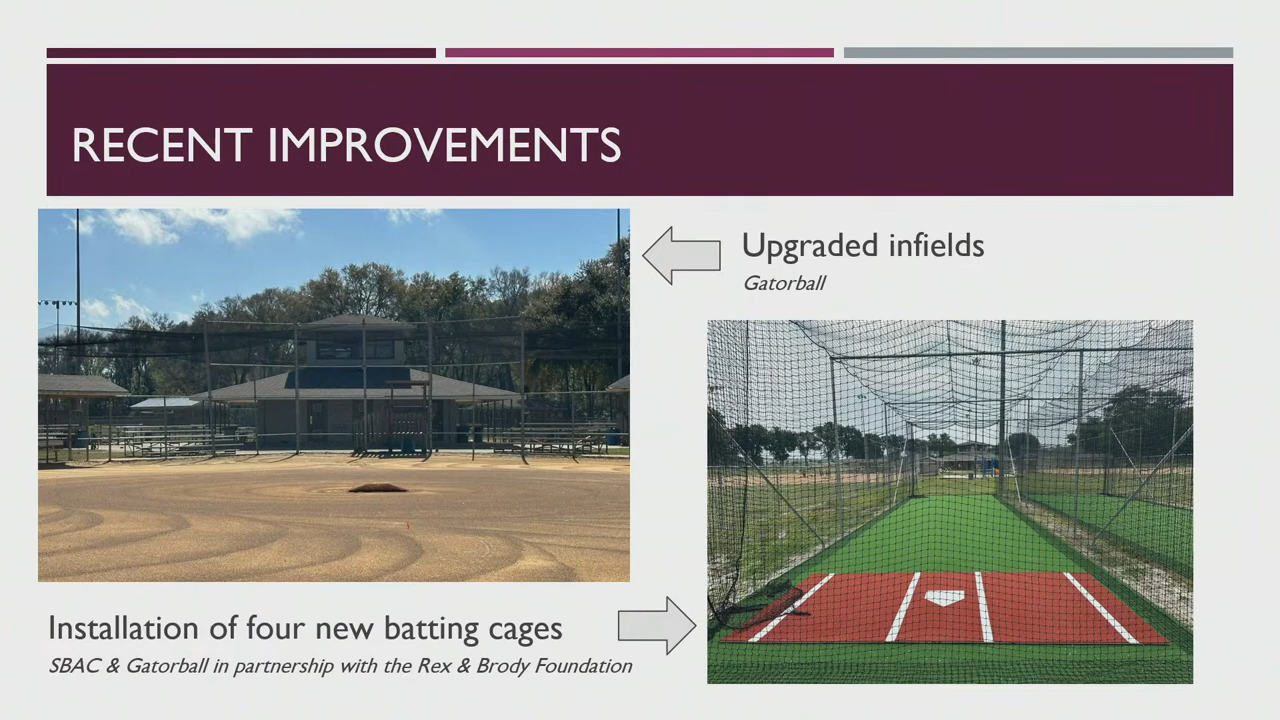 RECENT IMPROVEMENTS
Upgraded infields
Gatorball
Installation of four new batting cages
SBAC & Gatorball in partnership with the Rex & Brody Foundation